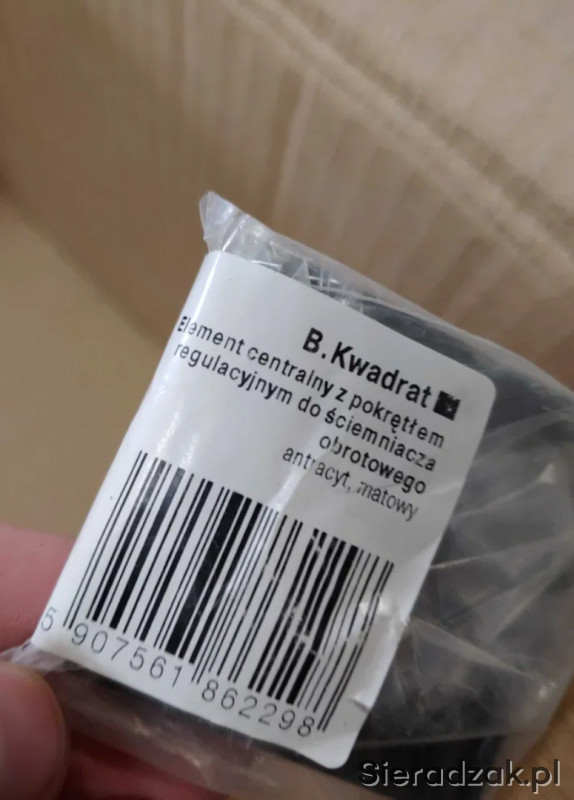 B.Kwadrat
Element centralny z pokrętłem
regulacyjnym do ściemniacza
obrotowego
antracyt, matowy
5 907561 862298
Sieradzak.pl